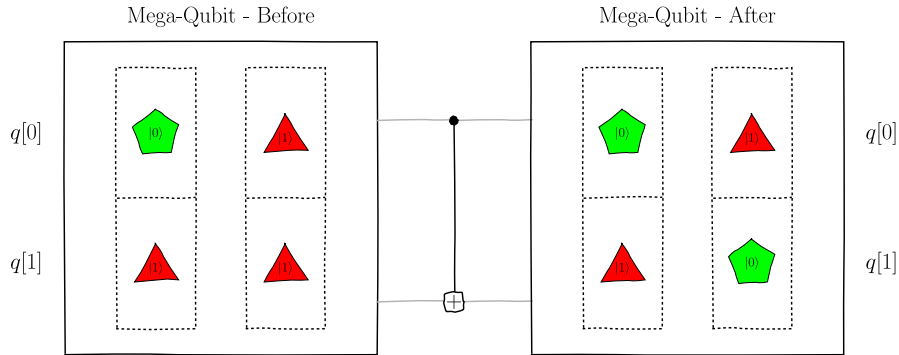 Mega-Qubit - Before
Mega-Qubit - After
q[0]
|0⟩
|1⟩
|0⟩
|1⟩
q[0]
q[1]
|1⟩
|1⟩
|1⟩
|0⟩
q[1]